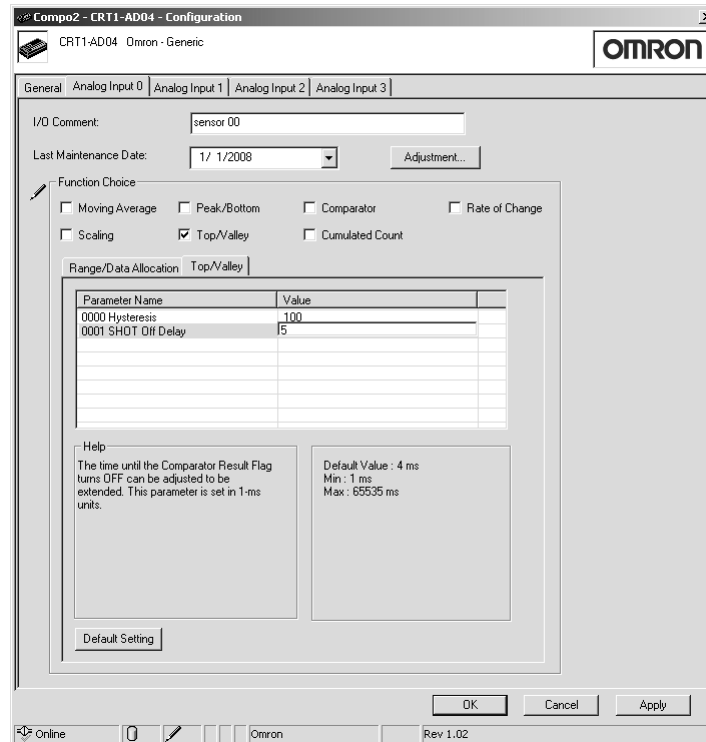 Compo2 - CRT1-AD04 - Configuration
CRT1-AD04 Omron - Generic
OMRON
General Analog Input 0 Analog Input 1 Analog Input 2 Analog Input 3
I/O Comment: sensor 00
Last Maintenance Date: 1/ 1/2008 Adjustment...
Function Choice
Moving Average Peak/Bottom Comparator Rate of Change
Scaling Top/Valley Cumulated Count
Range/Data Allocation Top/Valley
Parameter Name Value
0000 Hysteresis 100
0001 SHOT Off Delay 5
Help
The time until the Comparator Result Flag
turns OFF can be adjusted to be
extended. This parameter is set in 1-ms
units.
Default Value : 4 ms
Min : 1 ms
Max : 65535 ms
Default Setting
OK Cancel Apply
Online Omron Rev 1.02